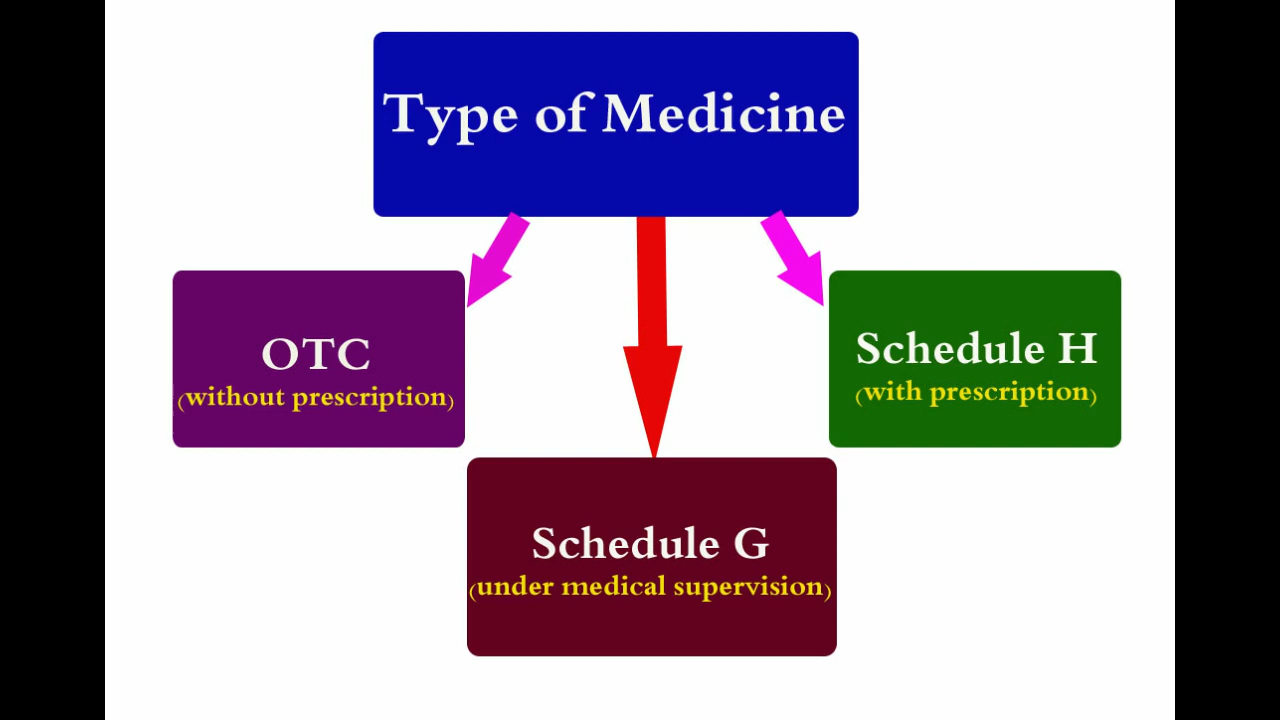 Type of Medicine
OTC
(without prescription)
Schedule H
(with prescription)
Schedule G
(under medical supervision)